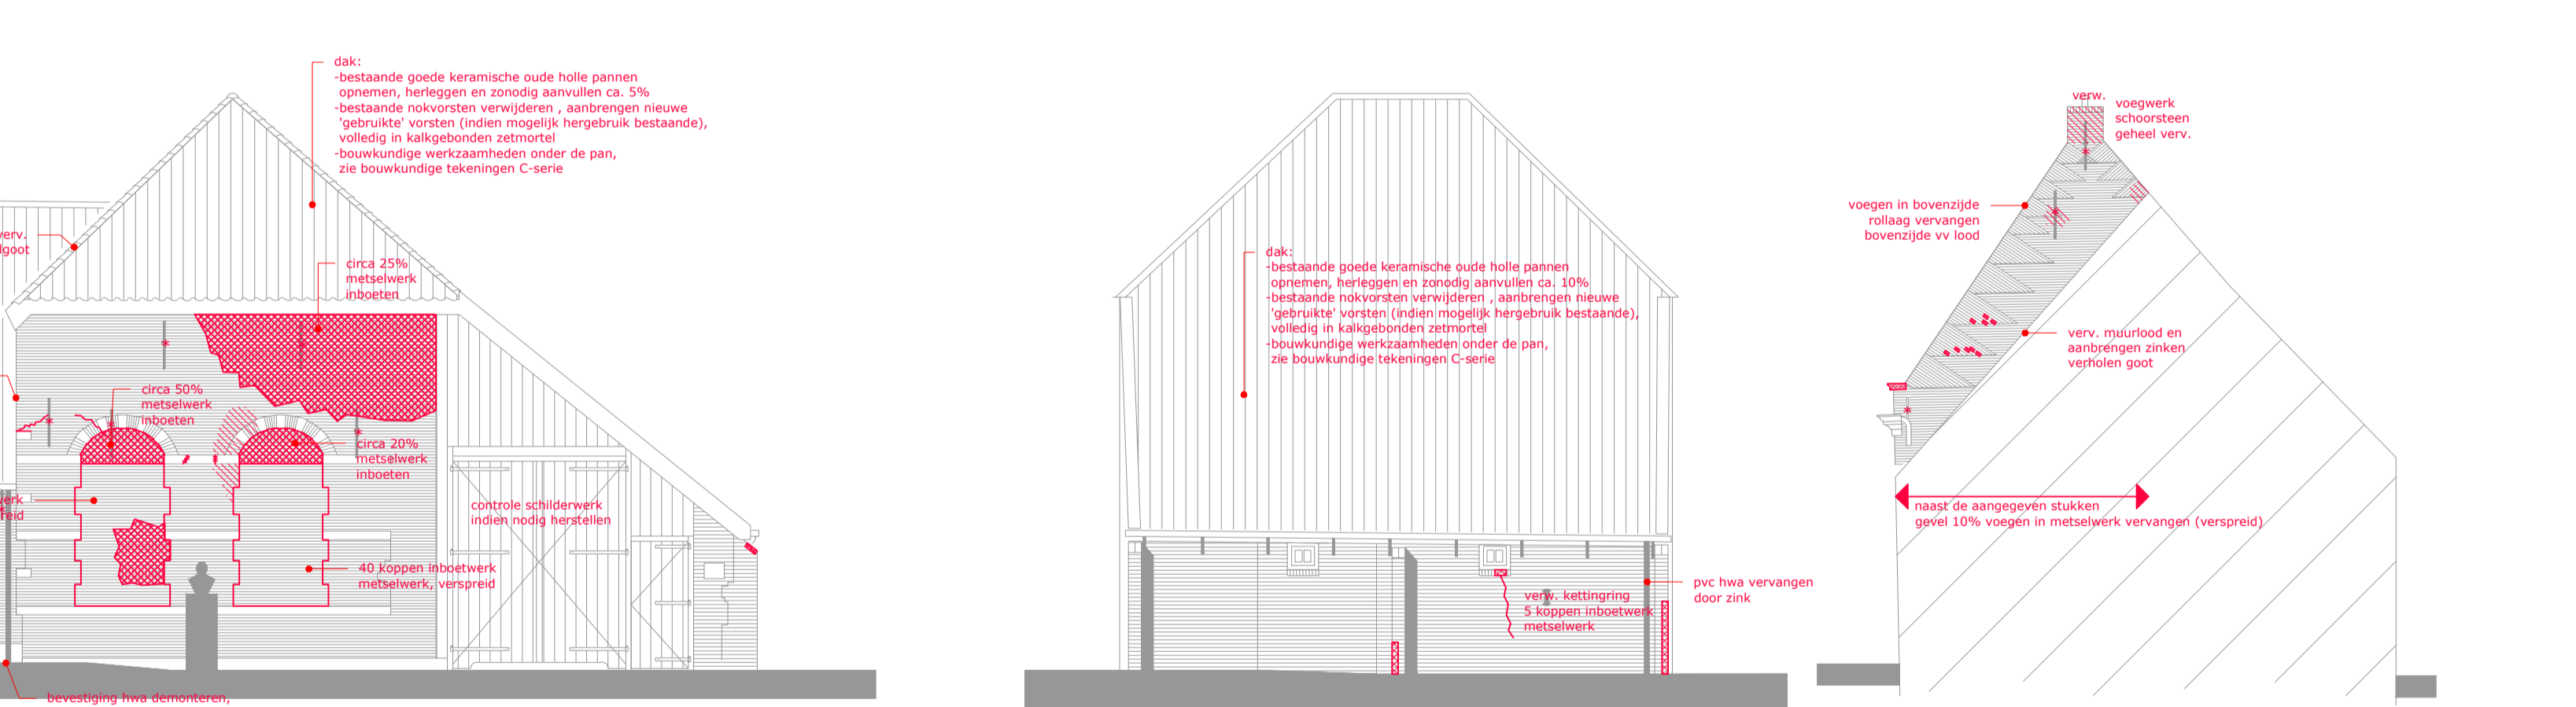 dak:
-bestaande goede keramische oude holle pannen
opnemen, herleggen en zonodig aanvullen ca. 5%
-bestaande nokvorsten verwijderen , aanbrengen nieuwe
'gebruikte' vorsten (indien mogelijk hergebruik bestaande),
volledig in kalkgebonden zetmortel
-bouwkundige werkzaamheden onder de pan,
zie bouwkundige tekeningen C-serie
verv.
goot
circa 25%
metselwerk
inboeten
circa 50%
metselwerk
inboeten
circa 20%
metselwerk
inboeten
controle schilderwerk
indien nodig herstellen
40 koppen inboetwerk
metselwerk, verspreid
werk
reid
bevestiging hwa demonteren,
dak:
-bestaande goede keramische oude holle pannen
opnemen, herleggen en zonodig aanvullen ca. 10%
-bestaande nokvorsten verwijderen , aanbrengen nieuwe
'gebruikte' vorsten (indien mogelijk hergebruik bestaande),
volledig in kalkgebonden zetmortel
-bouwkundige werkzaamheden onder de pan,
zie bouwkundige tekeningen C-serie
verw. kettingring
5 koppen inboetwerk
metselwerk
pvc hwa vervangen
door zink
verw.
voegwerk
schoorsteen
geheel verv.
voegen in bovenzijde
rollaag vervangen
bovenzijde vv lood
verv. muurlood en
aanbrengen zinken
verholen goot
naast de aangegeven stukken
gevel 10% voegen in metselwerk vervangen (verspreid)